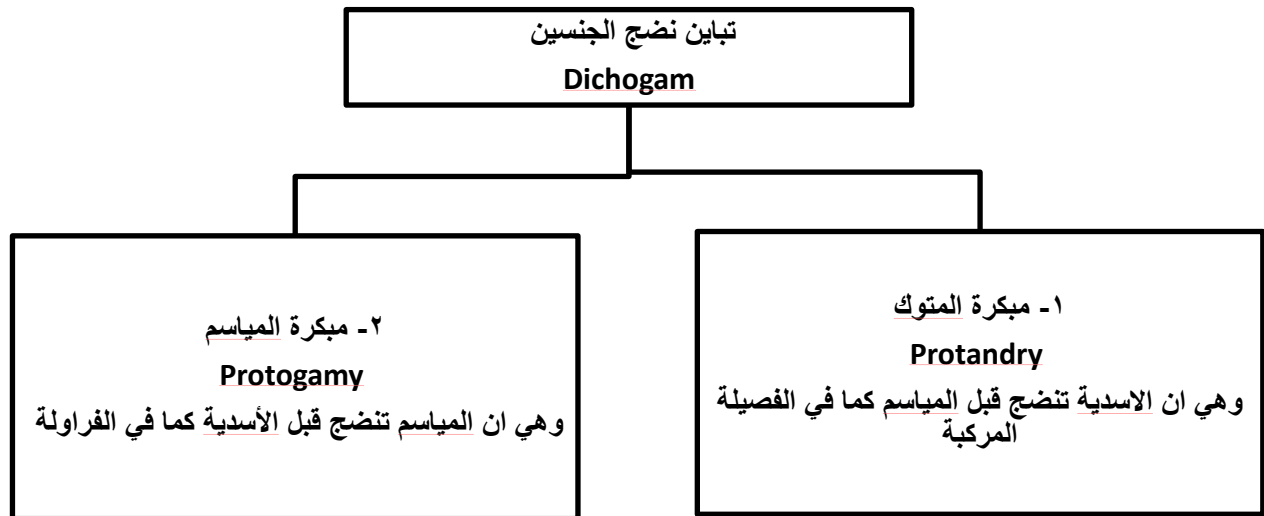 تباين نضج الجنسين
Dichogam
١- مبكرة المتوك
Protandry
وهي ان الاسدية تنضج قبل المياسم كما في الفصيلة
المركبة
٢- مبكرة المياسم
Protogamy
وهي ان المياسم تنضج قبل الأسدية كما في الفراولة